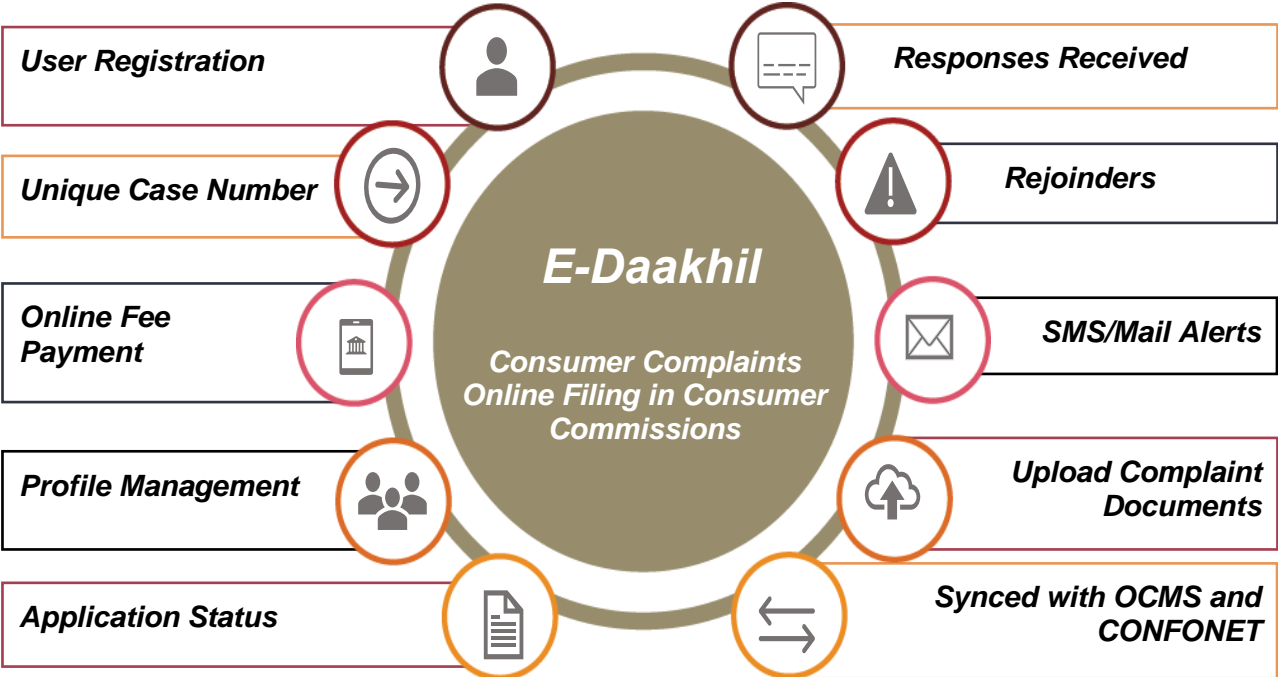 User Registration
Unique Case Number
Online Fee
Payment
Profile Management
Application Status
E-Daakhil
Consumer Complaints
Online Filing in Consumer
Commissions
Responses Received
Rejoinders
SMS/Mail Alerts
Upload Complaint
Documents
Synced with OCMS and
CONFONET